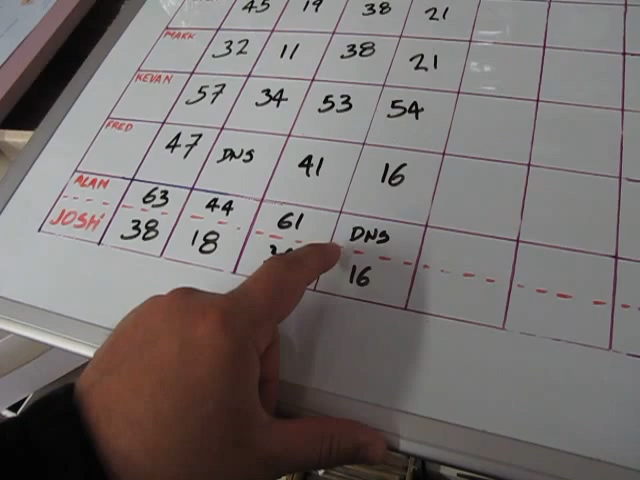 45 19 38 21
MARK 32 11 38 21
KEVAN 57 34 53 54
FRED 47 DNS 41 16
ALAN 63 44 61 DNS
JOSH 38 18 16